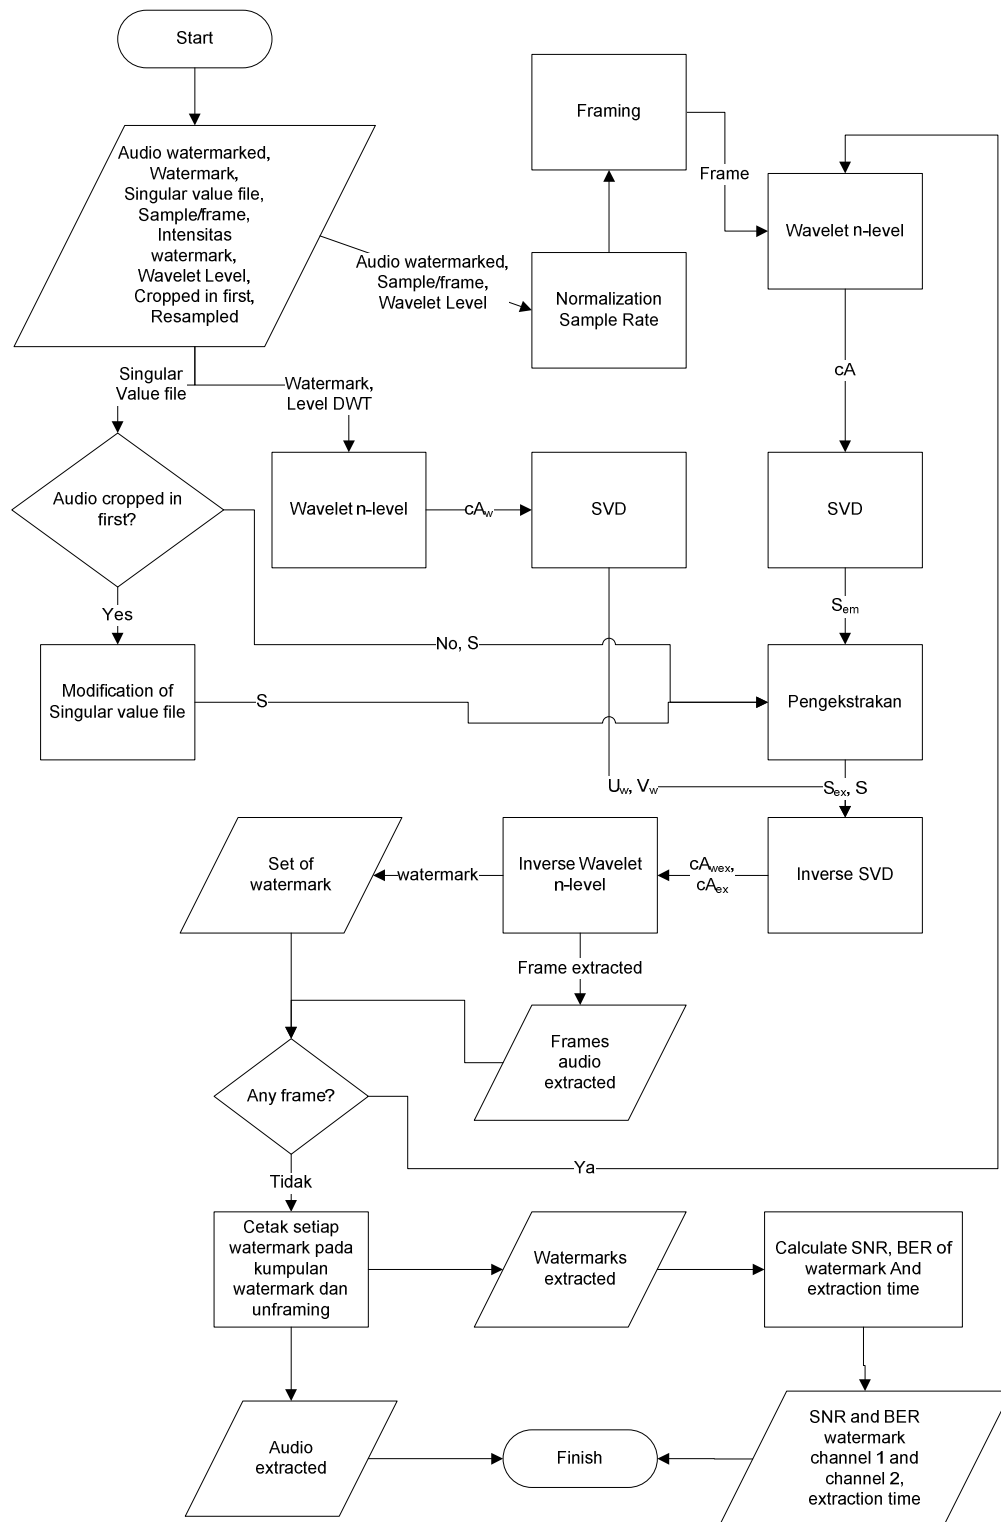 Start
Audio watermarked,
Watermark,
Singular value file,
Sample/frame,
Intensitas
watermark,
Wavelet Level,
Cropped in first,
Resampled
Audio watermarked,
Sample/frame,
Wavelet Level
Normalization
Sample Rate
Framing
Frame
Wavelet n-level
cA
SVD
Sem
Singular
Value file
Watermark,
Level DWT
Audio cropped in
first?
Wavelet n-level
cAw
SVD
Yes
No, S
Modification of
Singular value file
S
Pengekstrakan
Uw, Vw
Sex, S
Inverse SVD
cAwex,
cAex
Inverse Wavelet
n-level
watermark
Set of
watermark
Frame extracted
Frames
audio
extracted
Any frame?
Ya
Tidak
Cetak setiap
watermark pada
kumpulan
watermark dan
unframing
Watermarks
extracted
Calculate SNR, BER of
watermark And
extraction time
Audio
extracted
Finish
SNR and BER
watermark
channel 1 and
channel 2,
extraction time